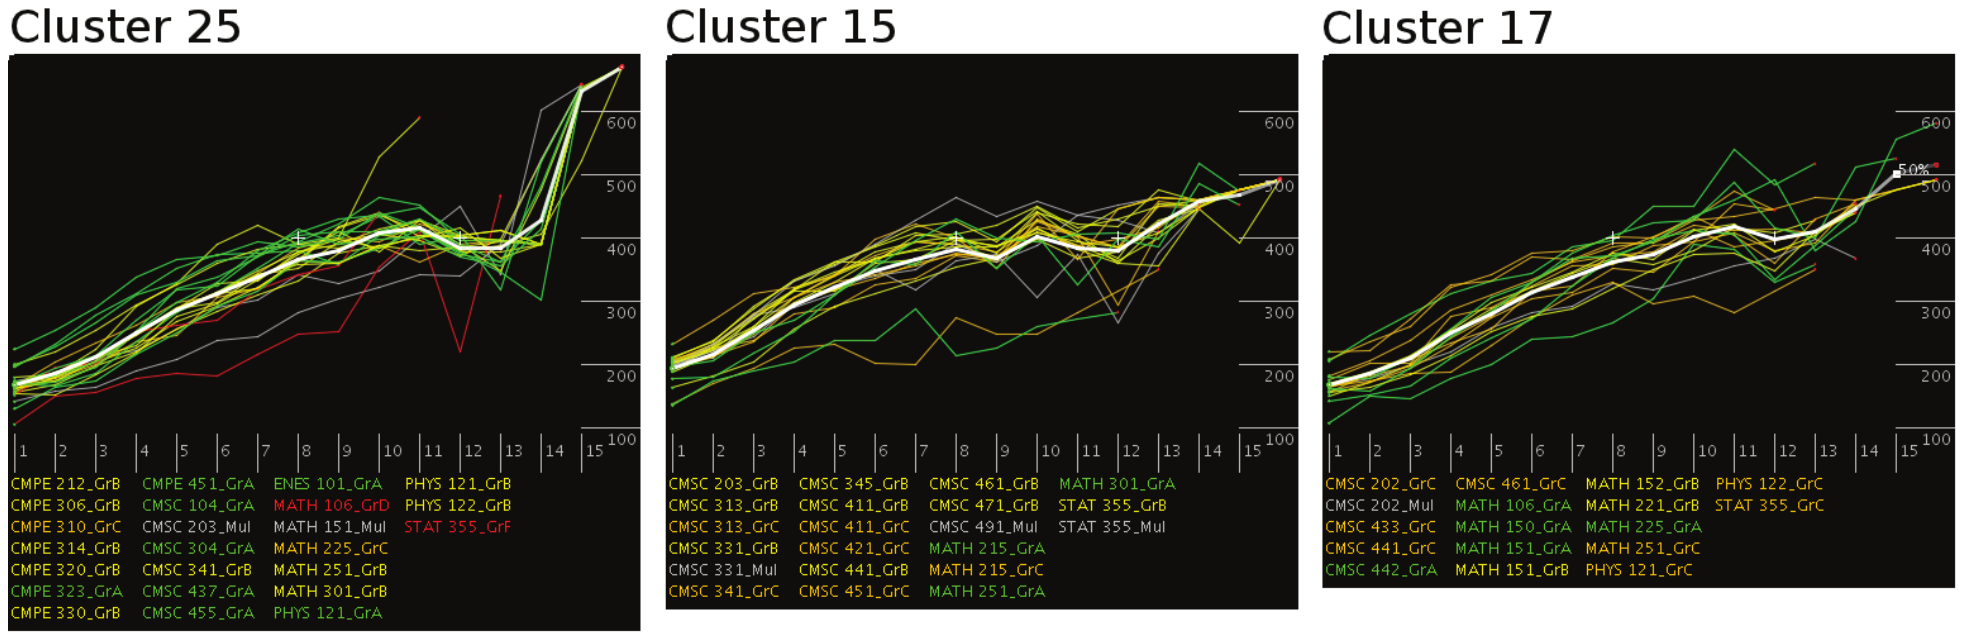 Cluster 25 Cluster 15 Cluster 17
600 600 600
50%
500 500 500
400 400 400
300 300 300
200 200 200
100 100 100
1 2 3 4 5 6 7 8 9 10 11 12 13 14 15 1 2 3 4 5 6 7 8 9 10 11 12 13 14 15 1 2 3 4 5 6 7 8 9 10 11 12 13 14 15
CMPE 212_GrB CMPE 451_GrA ENES 101_GrA PHYS 121_GrB
CMPE 306_GrB CMSC 104_GrA MATH 106_GrD PHYS 122_GrB
CMPE 310_GrC CMSC 203_Mul MATH 151_Mul STAT 355_GrF
CMPE 314_GrB CMSC 304_GrA MATH 225_GrC
CMPE 320_GrB CMSC 341_GrB MATH 251_GrB
CMPE 323_GrA CMSC 437_GrA MATH 301_GrB
CMPE 330_GrB CMSC 455_GrA PHYS 121_GrA
CMSC 203_GrB CMSC 345_GrB CMSC 461_GrB MATH 301_GrA
CMSC 313_GrB CMSC 411_GrB CMSC 471_GrB STAT 355_GrB
CMSC 313_GrC CMSC 411_GrC CMSC 491_Mul STAT 355_Mul
CMSC 331_GrB CMSC 421_GrC MATH 215_GrA
CMSC 331_Mul CMSC 441_GrB MATH 215_GrC
CMSC 341_GrC CMSC 451_GrC MATH 251_GrA
CMSC 202_GrC CMSC 461_GrC MATH 152_GrB PHYS 122_GrC
CMSC 202_Mul MATH 106_GrA MATH 221_GrB STAT 355_GrC
CMSC 433_GrC MATH 150_GrA MATH 225_GrA
CMSC 441_GrC MATH 151_GrA MATH 251_GrC
CMSC 442_GrA MATH 151_GrB PHYS 121_GrC